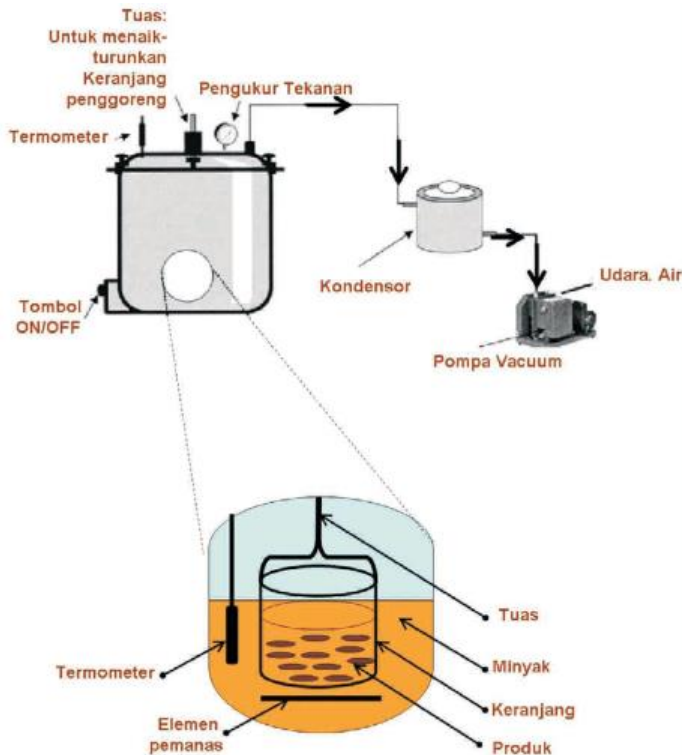 Tuas:
Untuk menaik-
turunkan
Keranjang
penggoreng
Pengukur Tekanan
Termometer
Kondensor
Udara. Air
Tombol
ON/OFF
Pompa Vacuum
Tuas
Minyak
Termometer
Keranjang
Elemen
pemanas
Produk